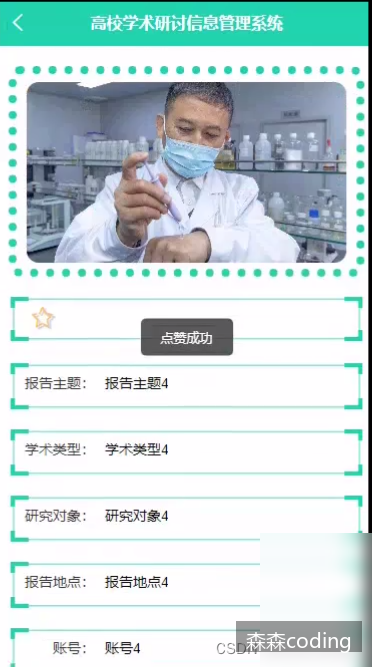 高校学术研讨信息管理系统
点赞成功
报告主题： 报告主题4
学术类型： 学术类型4
研究对象： 研究对象4
报告地点： 报告地点4
账号： 账号4
CSDN
森森coding